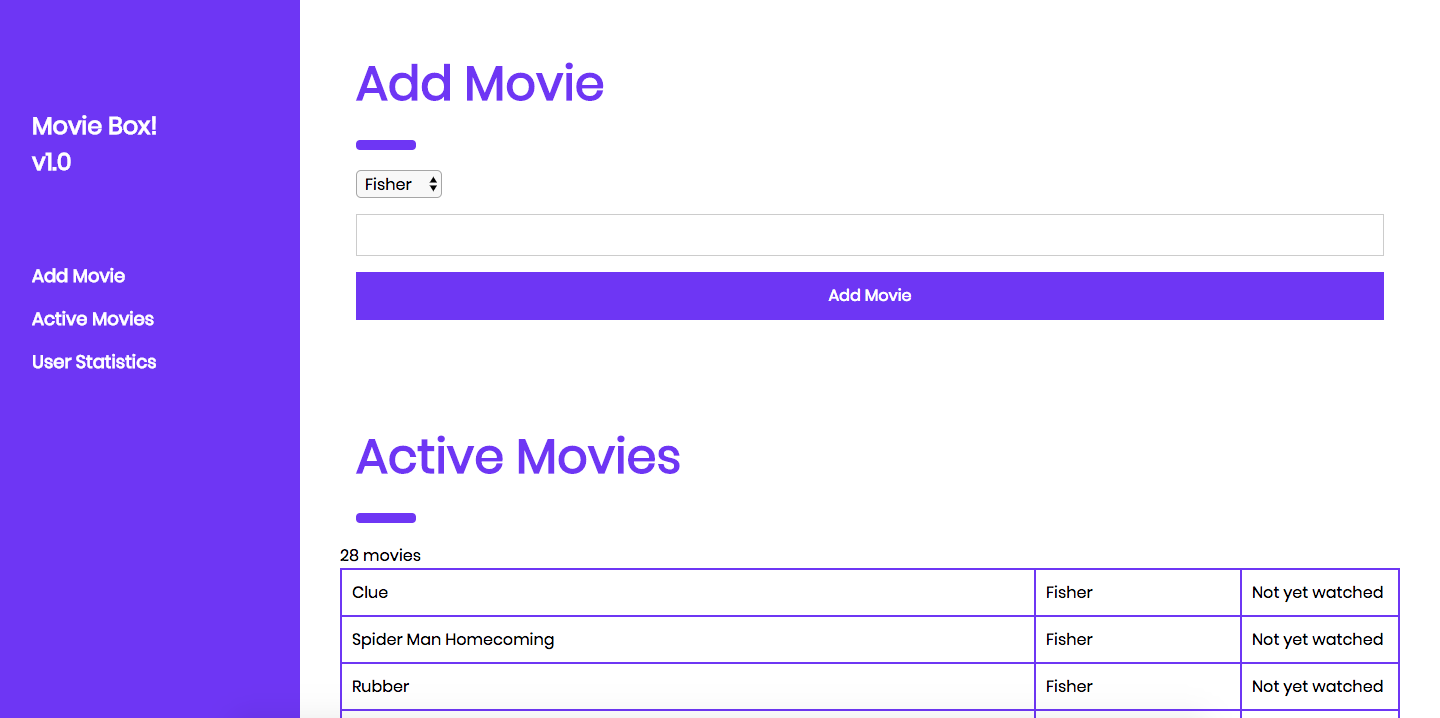 Movie Box!
v1.0
Add Movie
Active Movies
User Statistics
Add Movie
Fisher
Add Movie
Active Movies
28 movies
Clue Fisher Not yet watched
Spider Man Homecoming Fisher Not yet watched
Rubber Fisher Not yet watched